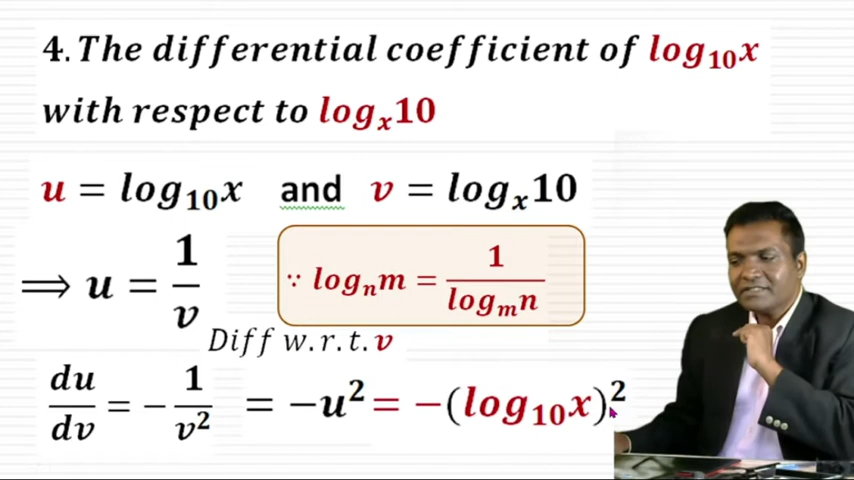 4. The differential coefficient of log₁₀x
with respect to logₓ10
u = log₁₀x and v = logₓ10
⟹ u = 1/v
∵ logₙm = 1/logₘn
Diff w.r.t. v
du/dv = − 1/v² = −u² = −(log₁₀x)²